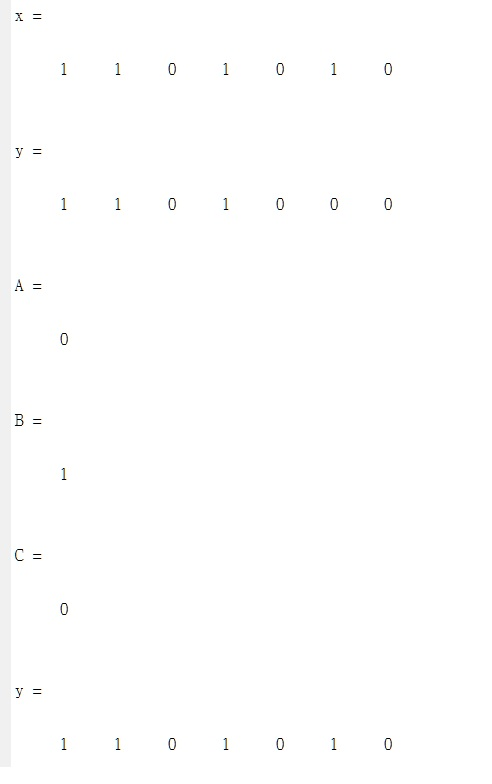 x =
1 1 0 1 0 1 0
y =
1 1 0 1 0 0 0
A =
0
B =
1
C =
0
y =
1 1 0 1 0 1 0